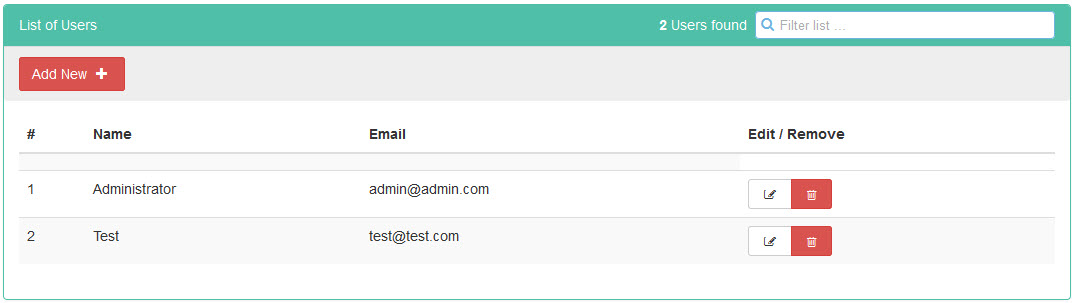 List of Users 2 Users found Filter list ...
Add New
# Name Email Edit / Remove
1 Administrator admin@admin.com
2 Test test@test.com